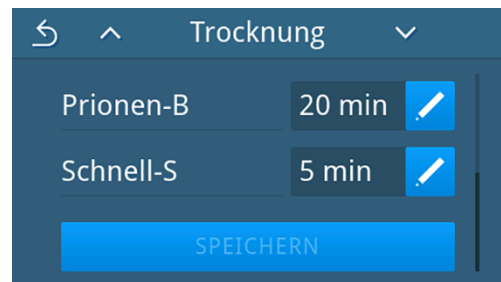 Trocknung
Prionen-B 20 min
Schnell-S 5 min
SPEICHERN